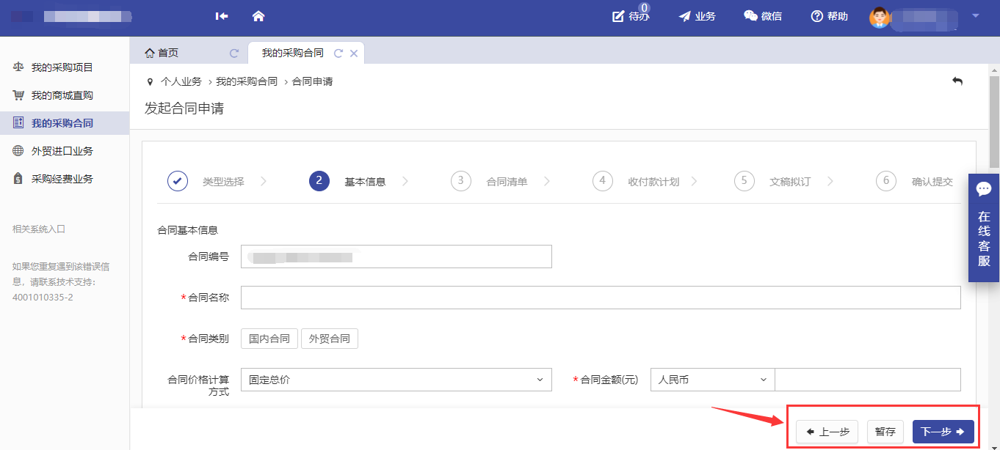 0
待办 业务 微信 帮助
我的采购项目
我的商城直购
我的采购合同
外贸进口业务
采购经费业务
相关系统入口
如果您重复遇到该错误信
息，请联系技术支持：
4001010335-2
首页 我的采购合同
个人业务 > 我的采购合同 > 合同申请
发起合同申请
类型选择 2 基本信息 3 合同清单 4 收付款计划 5 文稿拟订 6 确认提交
合同基本信息
合同编号
*合同名称
*合同类别 国内合同 外贸合同
合同价格计算
方式
固定总价 *合同金额(元) 人民币
上一步 暂存 下一步
在
线
客
服